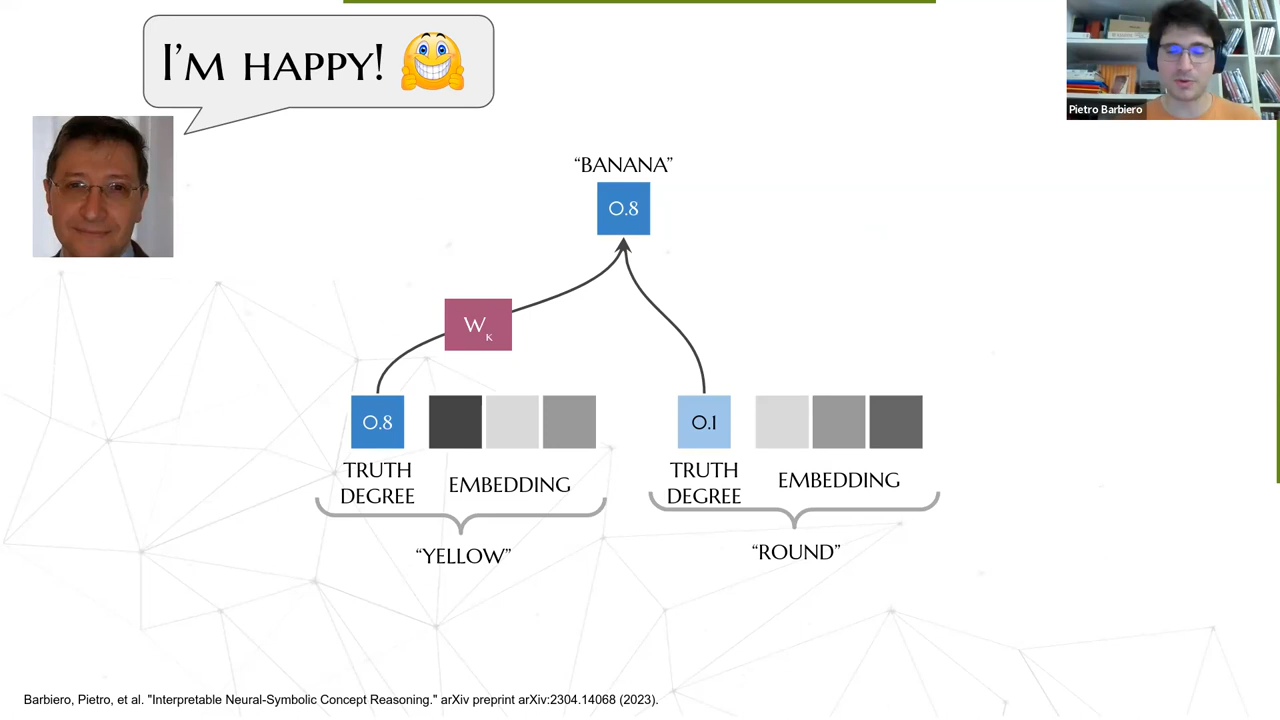 I'M HAPPY!
Pietro Barbiero
"BANANA"
0.8
W K
0.8
0.1
TRUTH DEGREE
EMBEDDING
TRUTH DEGREE
EMBEDDING
"YELLOW"
"ROUND"
Barbiero, Pietro, et al. "Interpretable Neural-Symbolic Concept Reasoning." arXiv preprint arXiv:2304.14068 (2023).